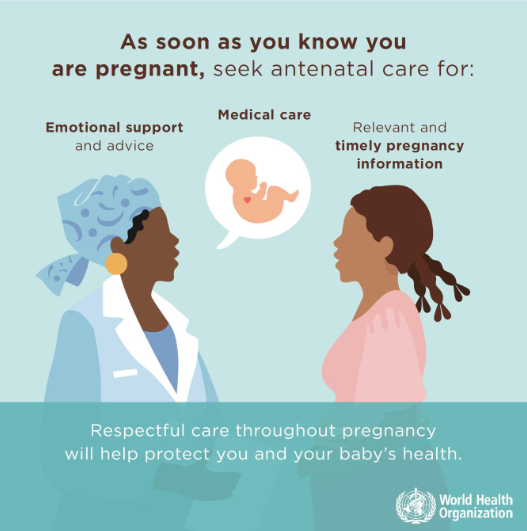 As soon as you know you
are pregnant, seek antenatal care for:
Emotional support
and advice
Medical care
Relevant and
timely pregnancy
information
Respectful care throughout pregnancy
will help protect you and your baby's health.
World Health
Organization